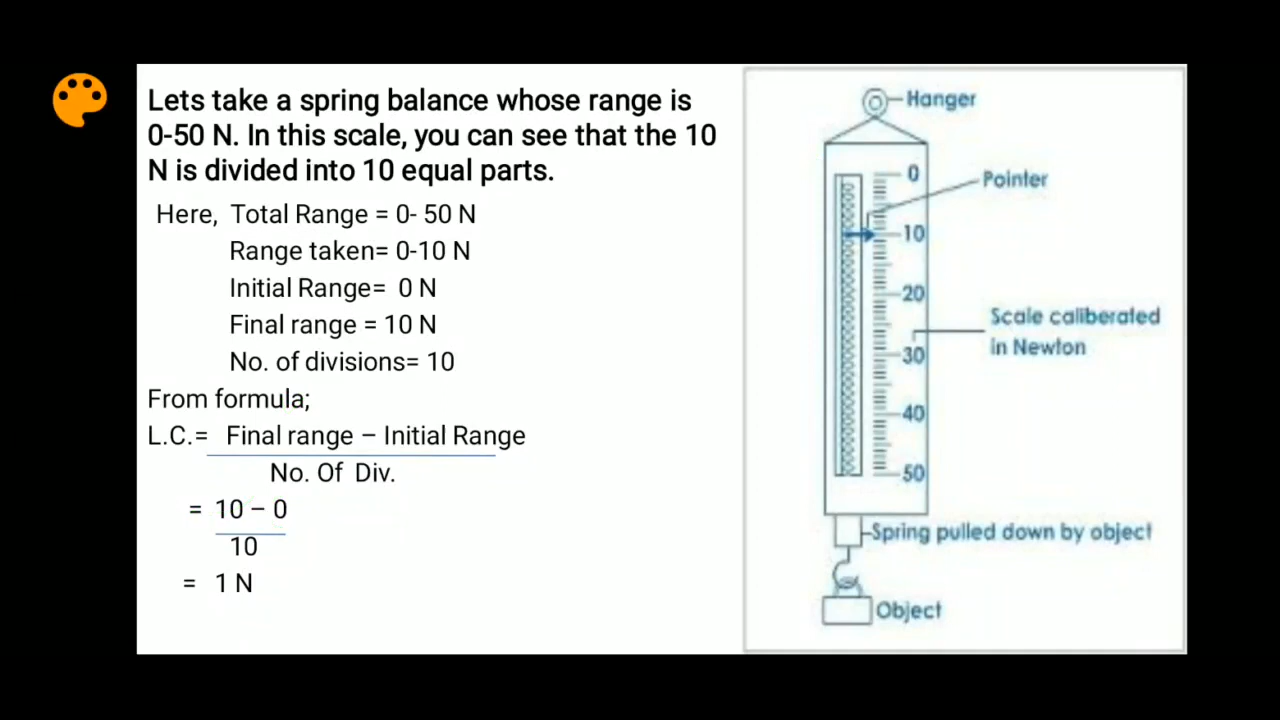 Lets take a spring balance whose range is
0-50 N. In this scale, you can see that the 10
N is divided into 10 equal parts.
Here, Total Range = 0- 50 N
Range taken= 0-10 N
Initial Range= 0 N
Final range = 10 N
No. of divisions= 10
From formula;
L.C.= Final range – Initial Range
No. Of Div.
= 10 – 0
10
= 1 N
Hanger
0
Pointer
10
20
Scale caliberated
in Newton
30
40
50
Spring pulled down by object
Object